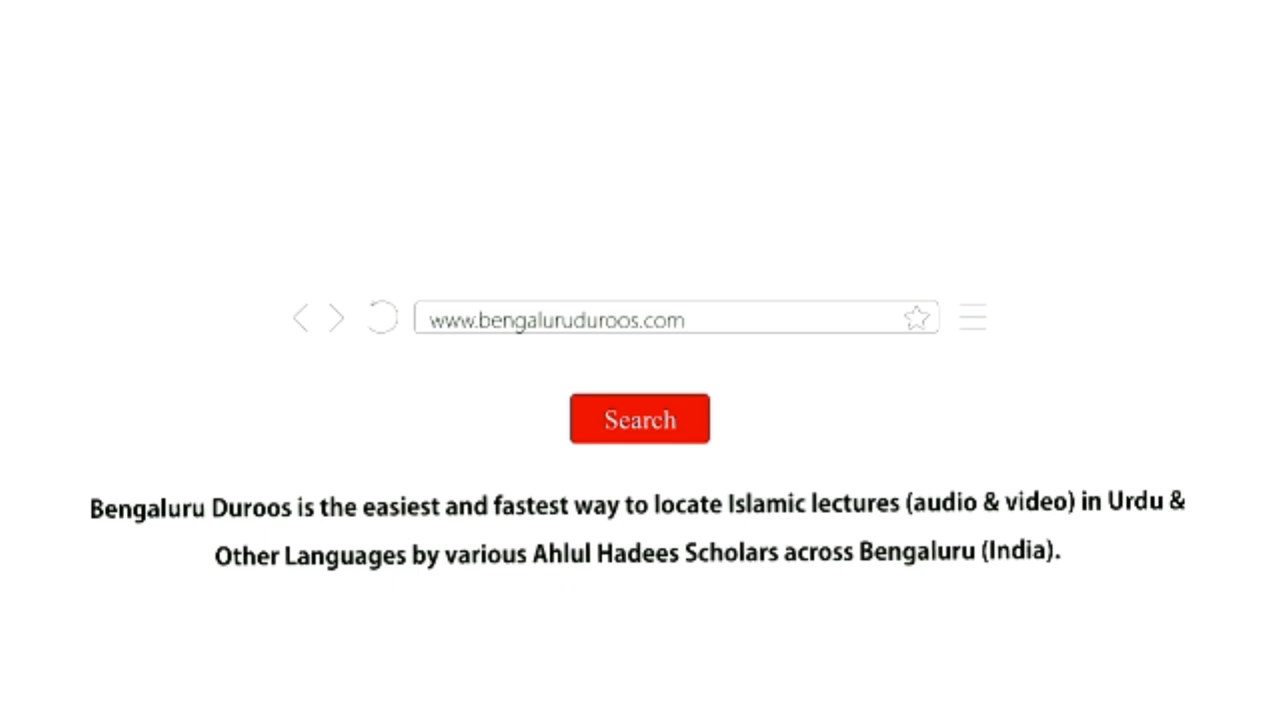 www.bengaluruduroos.com
Search
Bengaluru Duroos is the easiest and fastest way to locate Islamic lectures (audio & video) in Urdu &
Other Languages by various Ahlul Hadees Scholars across Bengaluru (India).